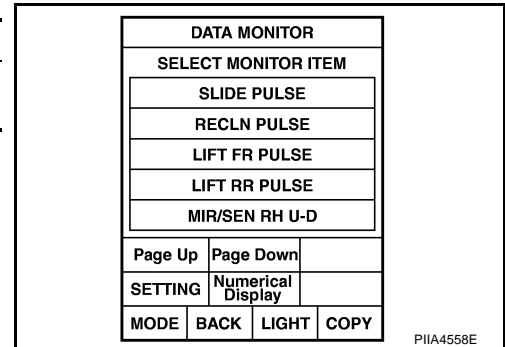 DATA MONITOR
SELECT MONITOR ITEM
SLIDE PULSE
RECLN PULSE
LIFT FR PULSE
LIFT RR PULSE
MIR/SEN RH U-D
Page Up Page Down
SETTING Numerical Display
MODE BACK LIGHT COPY
PIIA4558E